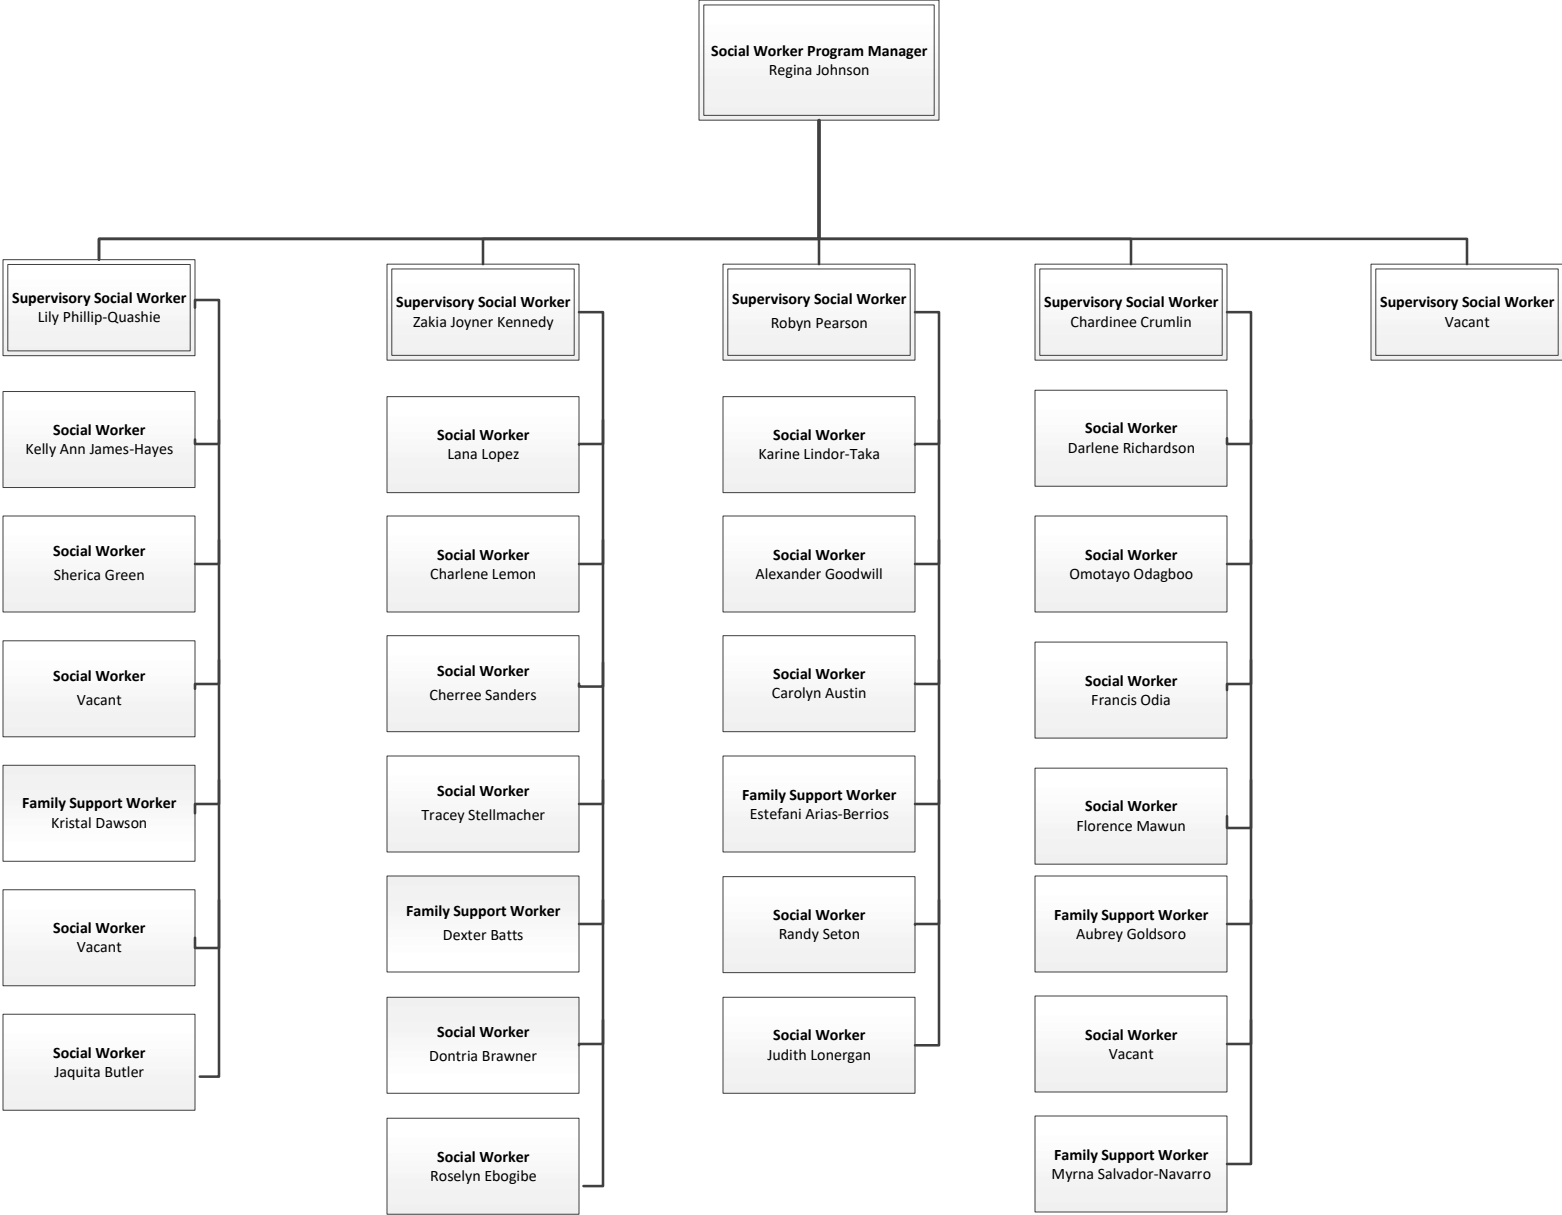 Social Worker Program Manager
Regina Johnson
Supervisory Social Worker
Lily Phillip-Quashie
Social Worker
Kelly Ann James-Hayes
Social Worker
Sherica Green
Social Worker
Vacant
Family Support Worker
Kristal Dawson
Social Worker
Vacant
Social Worker
Jaquita Butler
Supervisory Social Worker
Zakia Joyner Kennedy
Social Worker
Lana Lopez
Social Worker
Charlene Lemon
Social Worker
Cherree Sanders
Social Worker
Tracey Stellmacher
Family Support Worker
Dexter Batts
Social Worker
Dontria Brawner
Social Worker
Roselyn Ebogibe
Supervisory Social Worker
Robyn Pearson
Social Worker
Karine Lindor-Taka
Social Worker
Alexander Goodwill
Social Worker
Carolyn Austin
Family Support Worker
Estefani Arias-Berrios
Social Worker
Randy Seton
Social Worker
Judith Lonergan
Supervisory Social Worker
Chardinee Crumlin
Social Worker
Darlene Richardson
Social Worker
Omotayo Odagboo
Social Worker
Francis Odia
Social Worker
Florence Mawun
Family Support Worker
Aubrey Goldsoro
Social Worker
Vacant
Family Support Worker
Myrna Salvador-Navarro
Supervisory Social Worker
Vacant